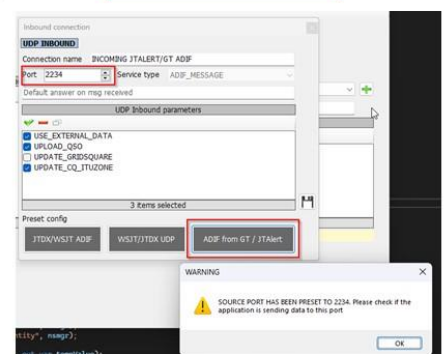 Inbound connection
UDP INBOUND
Connection name INCOMING JTALERT/GT ADIF
Port 2234 Service type ADIF_MESSAGE
Default answer on msg received
UDP Inbound parameters
USE_EXTERNAL_DATA
UPLOAD_QSO
UPDATE_GRIDSQUARE
UPDATE_CQ_ITUZONE
3 items selected
Preset config
JTDX/WSJT ADIF WSJT/JTDX UDP ADIF from GT / JTAlert
WARNING
SOURCE PORT HAS BEEN PRESET TO 2234. Please check if the
application is sending data to this port
OK
tity", nsmgr);